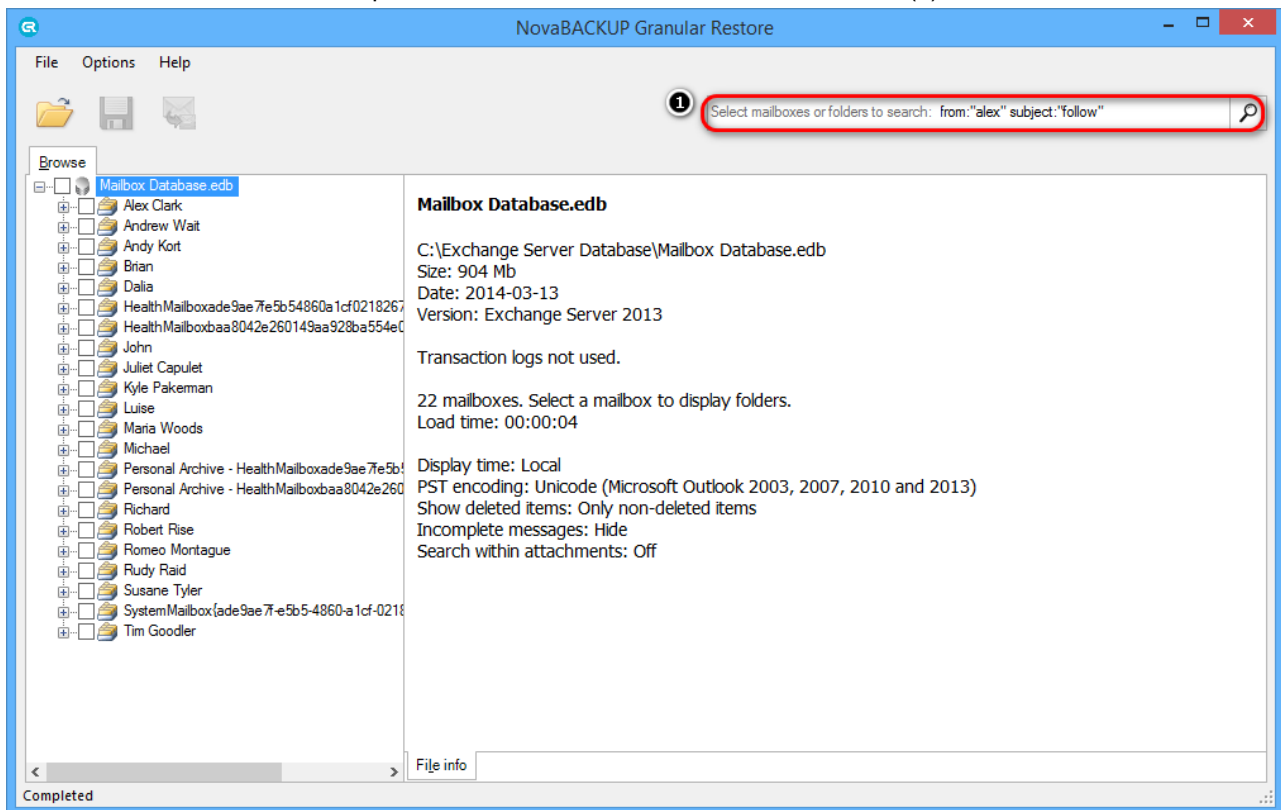 NovaBACKUP Granular Restore
File Options Help
1
Select mailboxes or folders to search: from:"alex" subject:"follow"
Browse
Mailbox Database.edb
Alex Clark
Andrew Wait
Andy Kort
Brian
Dalia
HealthMailboxade9ae7fe5b54860a1cf0218267
HealthMailboxbaa8042e260149aa928ba554e0
John
Juliet Capulet
Kyle Pakerman
Luise
Maria Woods
Michael
Personal Archive - HealthMailboxade9ae7fe5b5
Personal Archive - HealthMailboxbaa8042e260
Richard
Robert Rise
Romeo Montague
Rudy Raid
Susane Tyler
SystemMailbox{ade9ae7f-e5b5-4860-a1cf-0218
Tim Goodler
Mailbox Database.edb
C:\Exchange Server Database\Mailbox Database.edb
Size: 904 Mb
Date: 2014-03-13
Version: Exchange Server 2013
Transaction logs not used.
22 mailboxes. Select a mailbox to display folders.
Load time: 00:00:04
Display time: Local
PST encoding: Unicode (Microsoft Outlook 2003, 2007, 2010 and 2013)
Show deleted items: Only non-deleted items
Incomplete messages: Hide
Search within attachments: Off
File info
Completed